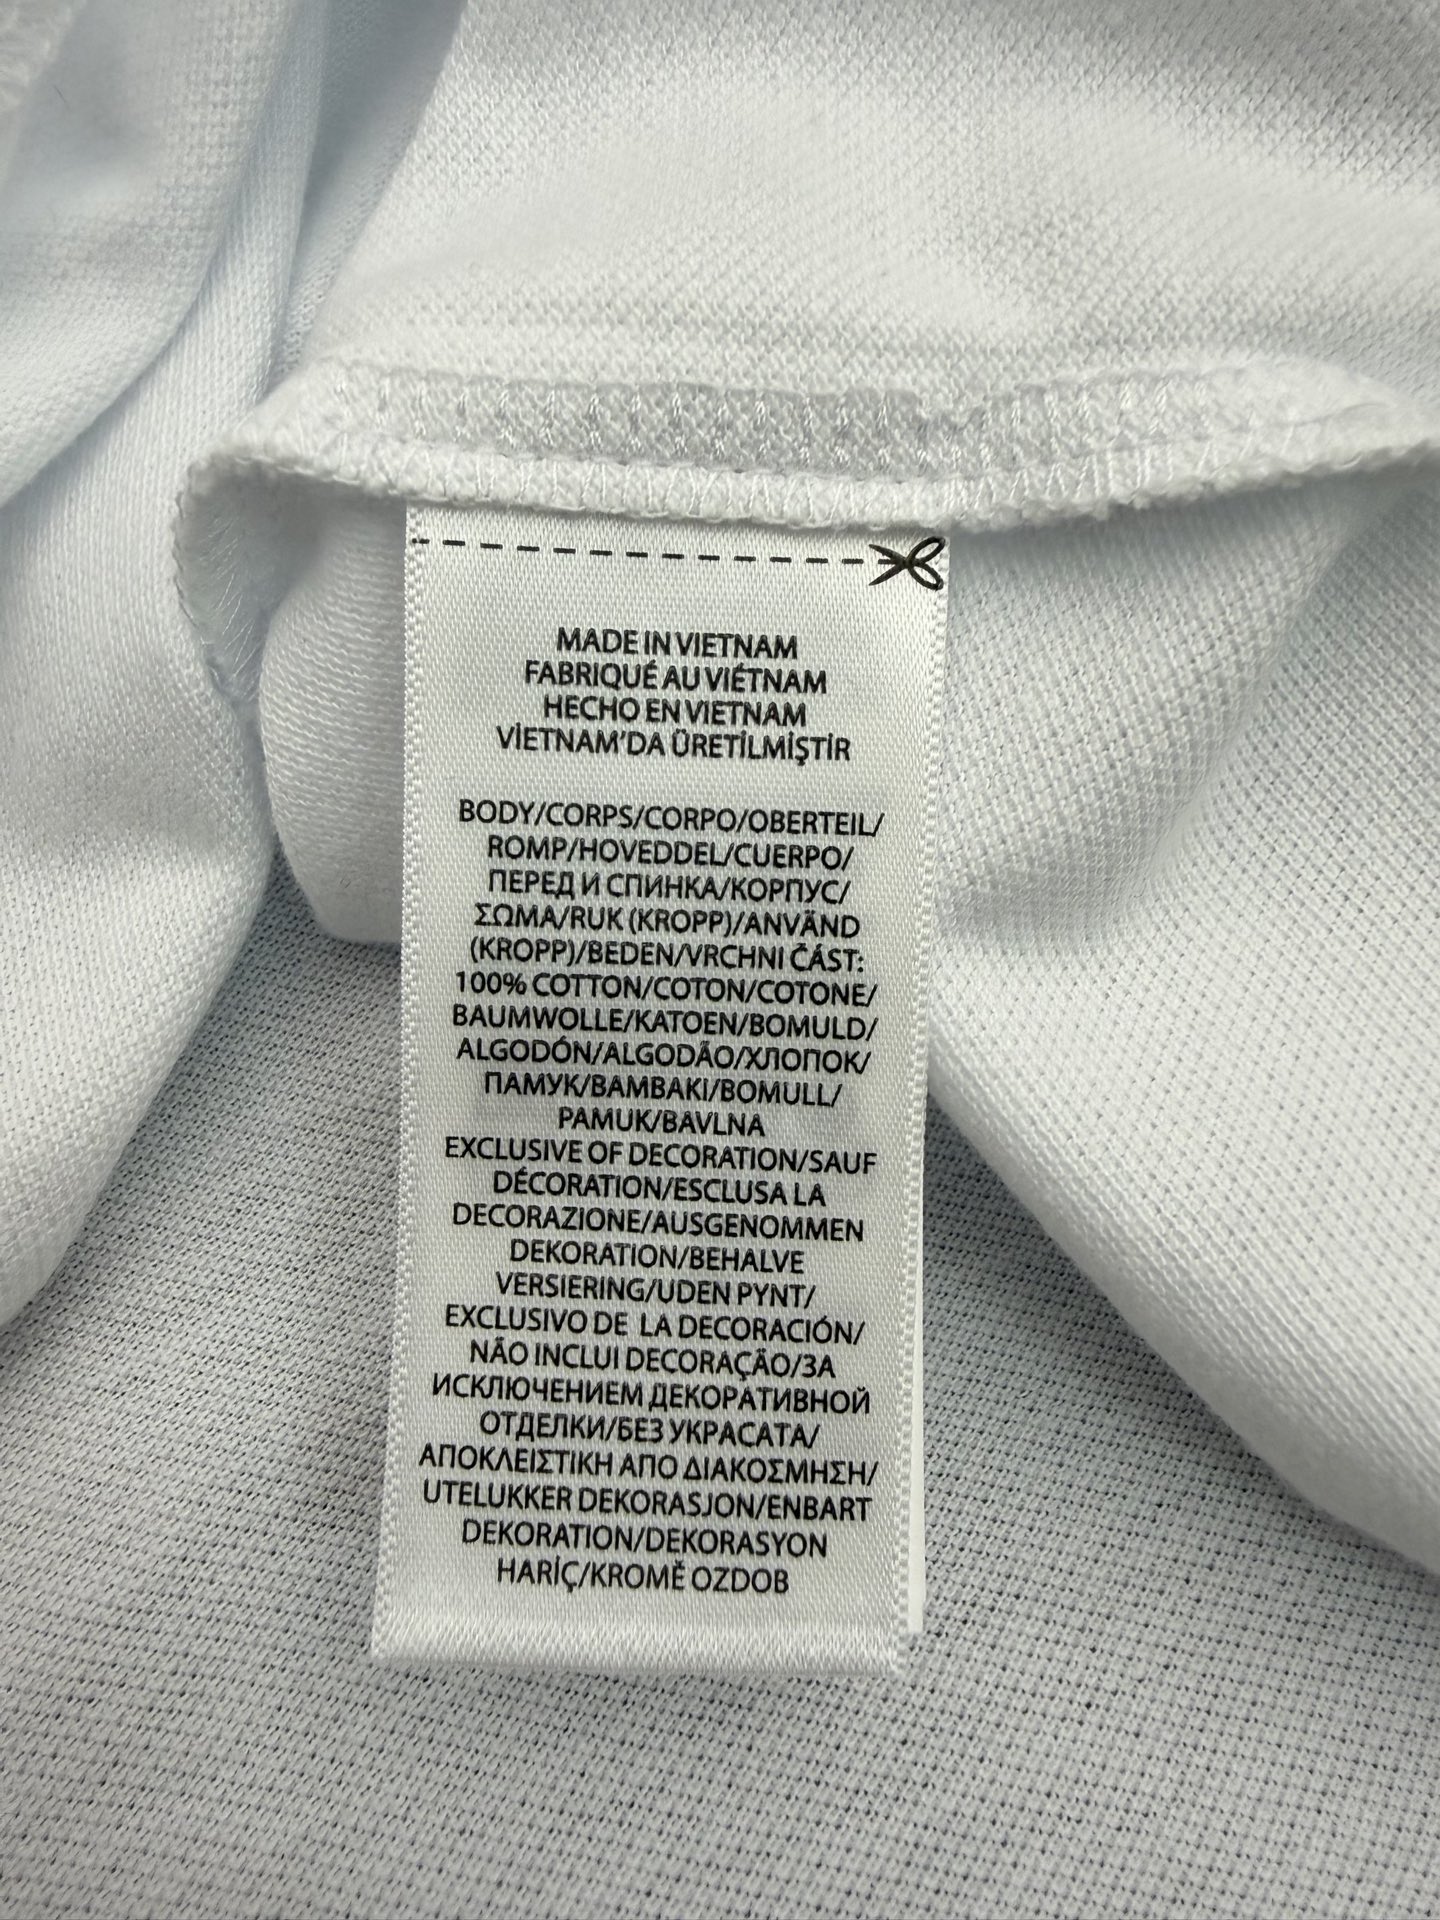 MADE IN VIETNAM
FABRIQUÉ AU VIÉTNAM
HECHO EN VIETNAM
VİETNAM'DA ÜRETİLMİŞTİR
BODY/CORPS/CORPO/OBERTEIL/
ROMP/HOVEDDEL/CUERPO/
ПЕРЕД И СПИНКА/КОРПУС/
ΣΩΜΑ/RUK (KROPP)/ANVÄND
(KROPP)/BEDEN/VRCHNI ČÁST:
100% COTTON/COTON/COTONE/
BAUMWOLLE/KATOEN/BOMULD/
ALGODÓN/ALGODÃO/ХЛОПОК/
ПАМУК/BAMBAKI/BOMULL/
PAMUK/BAVLNA
EXCLUSIVE OF DECORATION/SAUF
DÉCORATION/ESCLUSA LA
DECORAZIONE/AUSGENOMMEN
DEKORATION/BEHALVE
VERSIERING/UDEN PYNT/
EXCLUSIVO DE LA DECORACIÓN/
NÃO INCLUI DECORAÇÃO/ЗА
ИСКЛЮЧЕНИЕМ ДЕКОРАТИВНОЙ
ОТДЕЛКИ/БЕЗ УКРАСАТА/
ΑΠΟΚΛΕΙΣΤΙΚΗ ΑΠΟ ΔΙΑΚΟΣΜΗΣΗ/
UTELUKKER DEKORASJON/ENBART
DEKORATION/DEKORASYON
HARİÇ/KROMĚ OZDOB